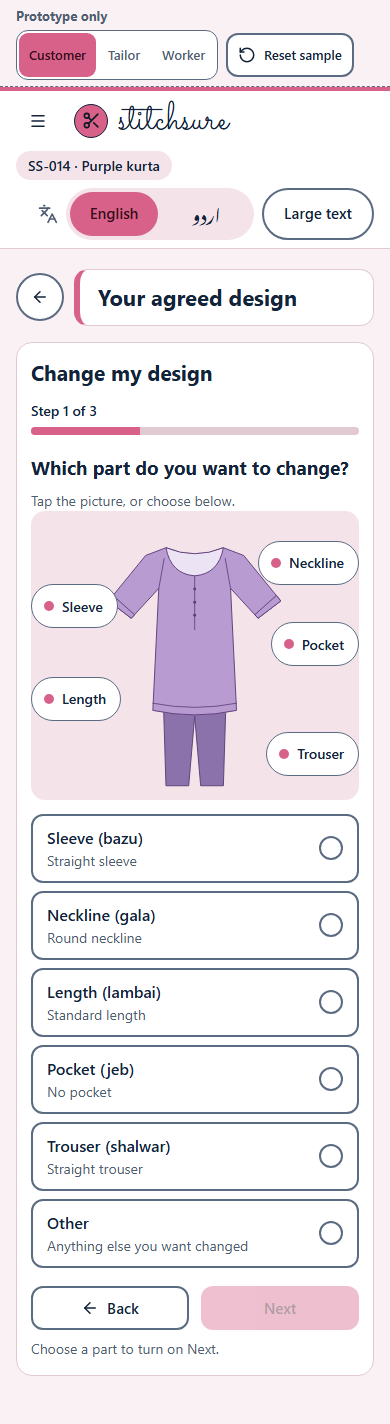 Prototype only
Customer
Tailor
Worker
Reset sample
stitchsure
SS-014 · Purple kurta
English
اردو
Large text
Your agreed design
Change my design
Step 1 of 3
Which part do you want to change?
Tap the picture, or choose below.
Neckline
Sleeve
Pocket
Length
Trouser
Sleeve (bazu)
Straight sleeve
Neckline (gala)
Round neckline
Length (lambai)
Standard length
Pocket (jeb)
No pocket
Trouser (shalwar)
Straight trouser
Other
Anything else you want changed
Back
Next
Choose a part to turn on Next.